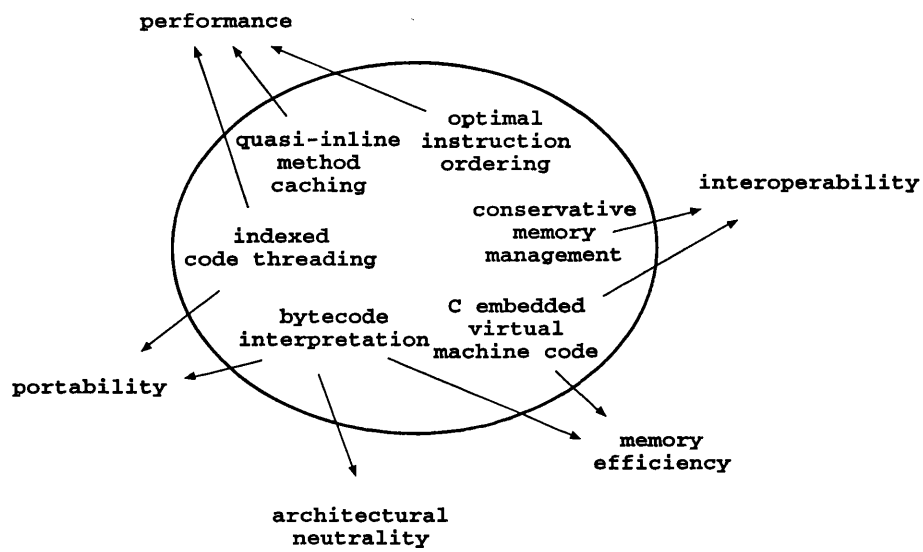 performance
optimal
instruction
ordering
quasi-inline
method
caching
interoperability
conservative
memory
management
indexed
code threading
C embedded
virtual
machine code
bytecode
interpretation
portability
memory
efficiency
architectural
neutrality